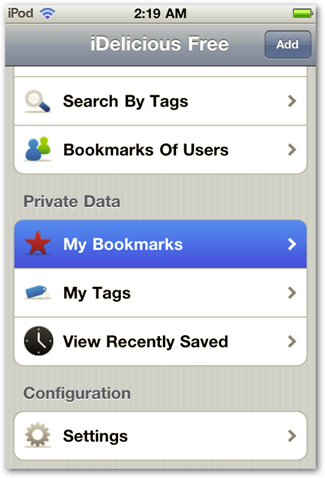 iPod 2:19 AM
iDelicious Free Add
Search By Tags
Bookmarks Of Users
Private Data
My Bookmarks
My Tags
View Recently Saved
Configuration
Settings